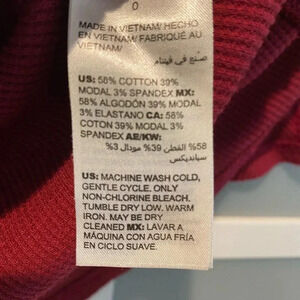 0
MADE IN VIETNAM/ HECHO
EN VIETNAM/ FABRIQUÉ AU
VIETNAM/
صنع في فيتنام
US: 58% COTTON 39%
MODAL 3% SPANDEX MX:
58% ALGODÓN 39% MODAL
3% ELASTANO CA: 58%
COTON 39% MODAL 3%
SPANDEX AE/KW:
58% القطن 39% مودال 3%
سبانديكس
US: MACHINE WASH COLD,
GENTLE CYCLE. ONLY
NON-CHLORINE BLEACH.
TUMBLE DRY LOW. WARM
IRON. MAY BE DRY
CLEANED MX: LAVAR A
MÁQUINA CON AGUA FRÍA
EN CICLO SUAVE.